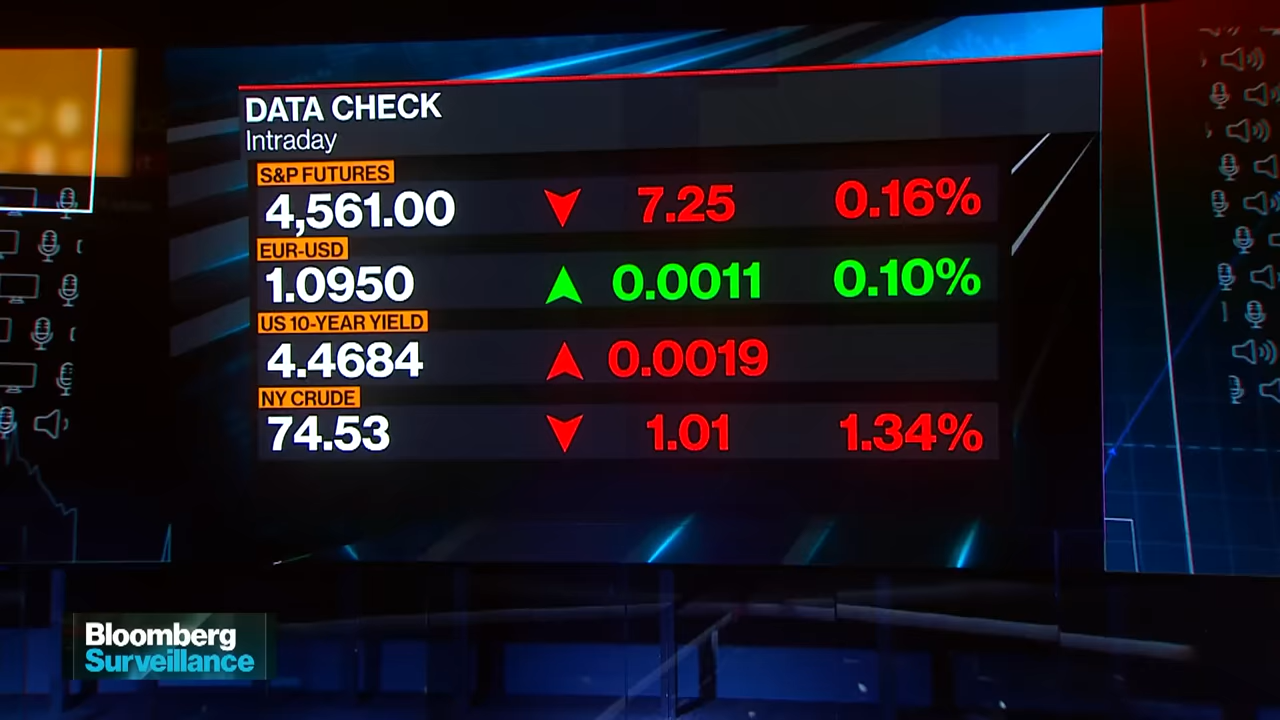 DATA CHECK
Intraday
S&P FUTURES
4,561.00 7.25 0.16%
EUR-USD
1.0950 0.0011 0.10%
US 10-YEAR YIELD
4.4684 0.0019
NY CRUDE
74.53 1.01 1.34%
Bloomberg
Surveillance